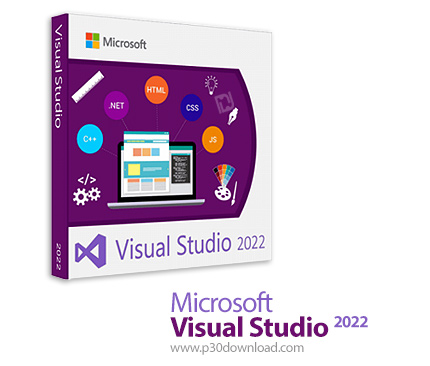 Visual Studio
2022
Microsoft
HTML
.NET
CSS
C++
JS
</>
Visual Studio 2022
Microsoft
Visual Studio 2022
www.p30download.com